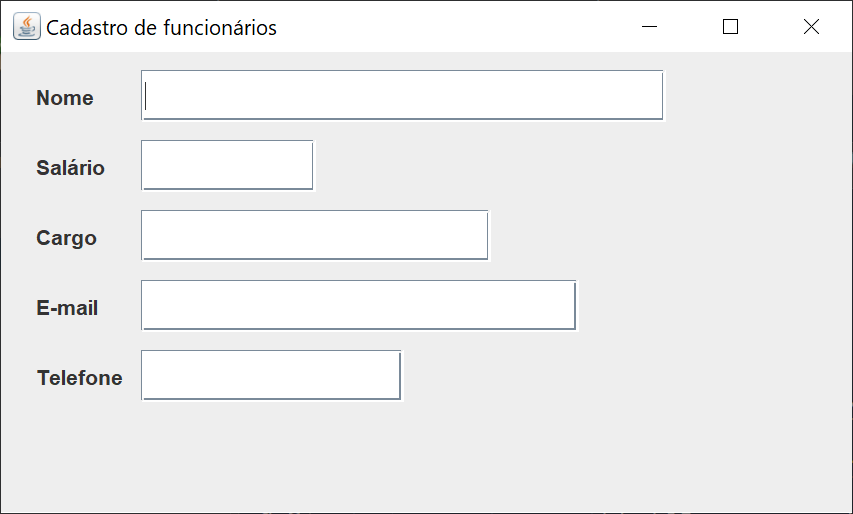 Cadastro de funcionários
Nome
Salário
Cargo
E-mail
Telefone